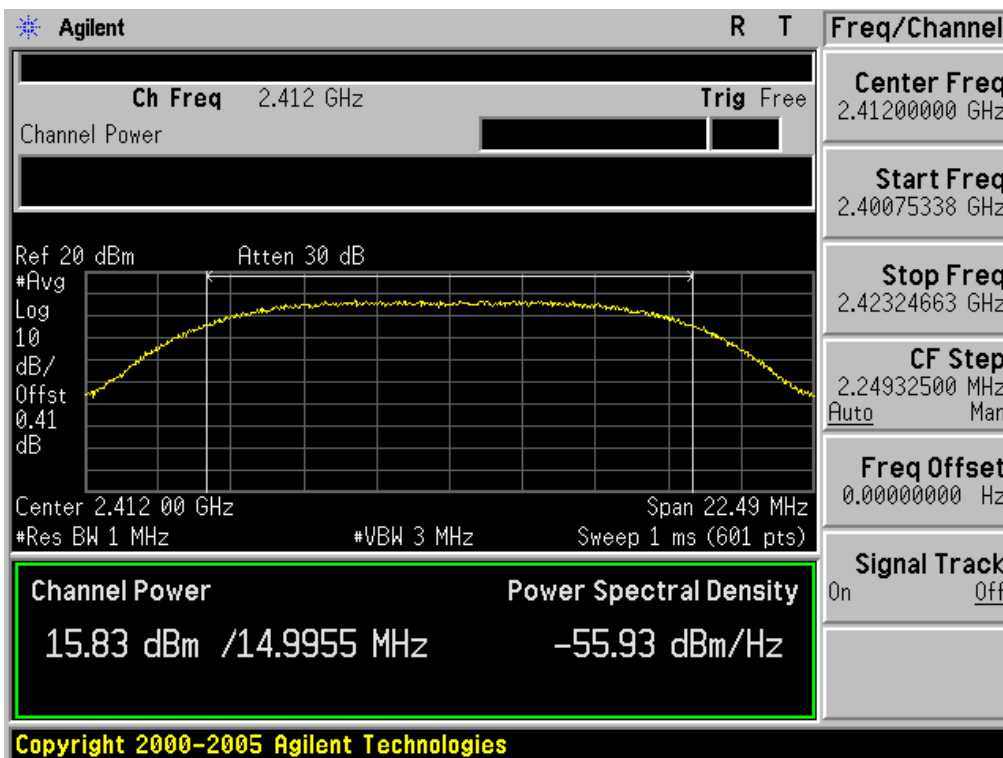 Agilent R T
Freq/Channel
Ch Freq 2.412 GHz Trig Free
Channel Power
Center Freq
2.41200000 GHz
Start Freq
2.40075338 GHz
Stop Freq
2.42324663 GHz
CF Step
2.24932500 MHz
Auto Man
Freq Offset
0.00000000 Hz
Signal Track
On Off
Ref 20 dBm Atten 30 dB
#Avg
Log
10
dB/
Offst
0.41
dB
Center 2.412 00 GHz Span 22.49 MHz
#Res BW 1 MHz #VBW 3 MHz Sweep 1 ms (601 pts)
Channel Power Power Spectral Density
15.83 dBm /14.9955 MHz -55.93 dBm/Hz
Copyright 2000-2005 Agilent Technologies